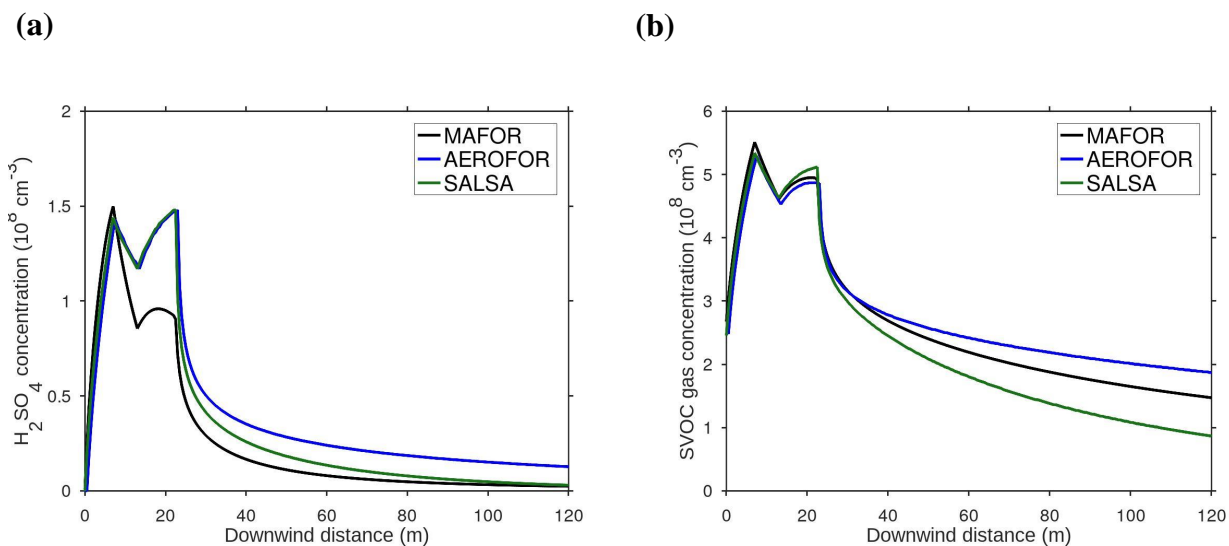 (a)
(b)
2
1.5
1
0.5
0
H2SO4 concentration (10^8 cm-3)
MAFOR
AEROFOR
SALSA
0 20 40 60 80 100 120
Downwind distance (m)
6
5
4
3
2
1
0
SVOC gas concentration (10^8 cm-3)
MAFOR
AEROFOR
SALSA
0 20 40 60 80 100 120
Downwind distance (m)